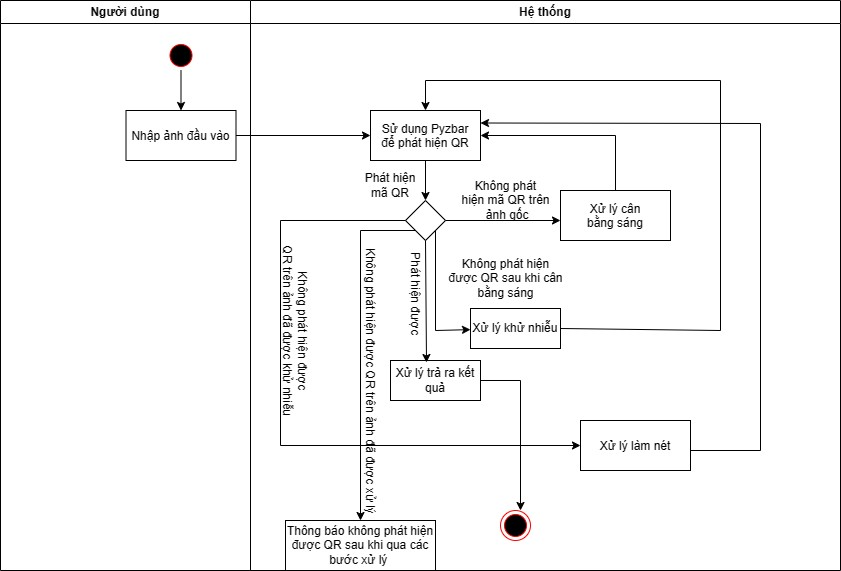 Người dùng
Hệ thống
Nhập ảnh đầu vào
Sử dụng Pyzbar
để phát hiện QR
Phát hiện
mã QR
Không phát
hiện mã QR trên
ảnh gốc
Xử lý cân
bằng sáng
Không phát hiện được
QR trên ảnh đã được khử nhiễu
Không phát hiện được QR trên ảnh đã được xử lý
Phát hiện được
Không phát hiện
được QR sau khi cân
bằng sáng
Xử lý khử nhiễu
Xử lý trả ra kết
quả
Xử lý làm nét
Thông báo không phát hiện
được QR sau khi qua các
bước xử lý